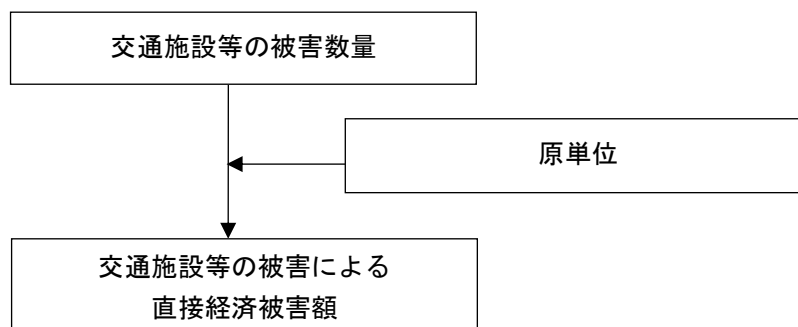 交通施設等の被害数量
原単位
交通施設等の被害による
直接経済被害額